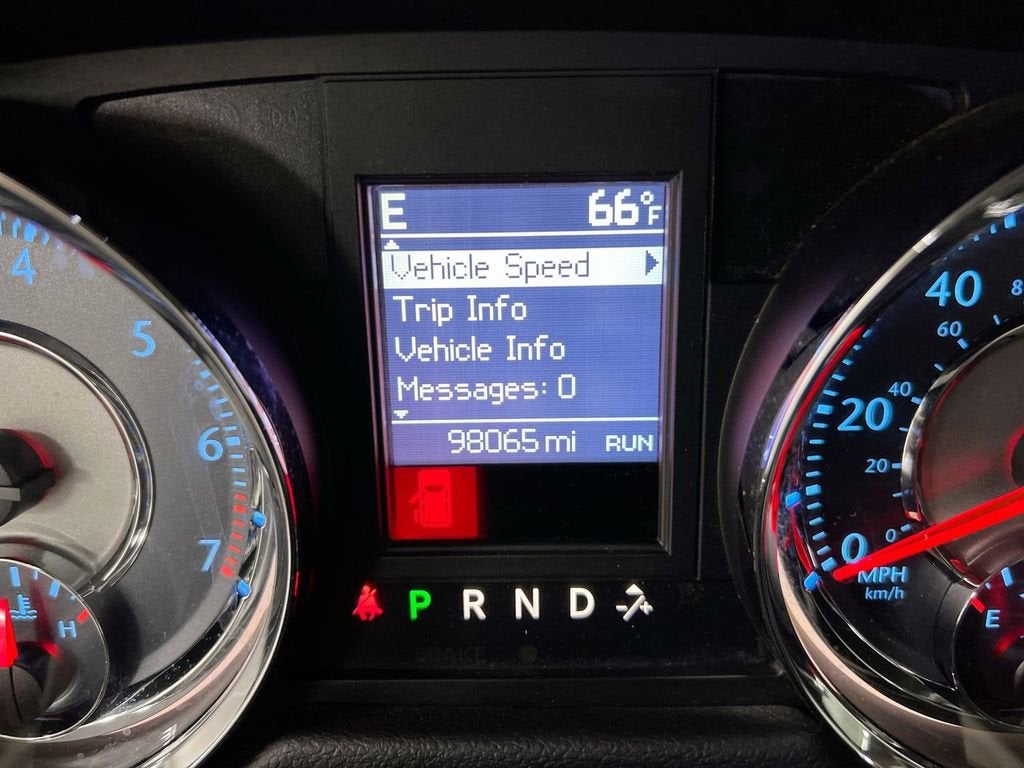 E 66°F
Vehicle Speed
Trip Info
Vehicle Info
Messages: 0
98065 mi RUN
P R N D
4
5
6
7
H
40
60
8
20
40
20
0
0
MPH
km/h
E